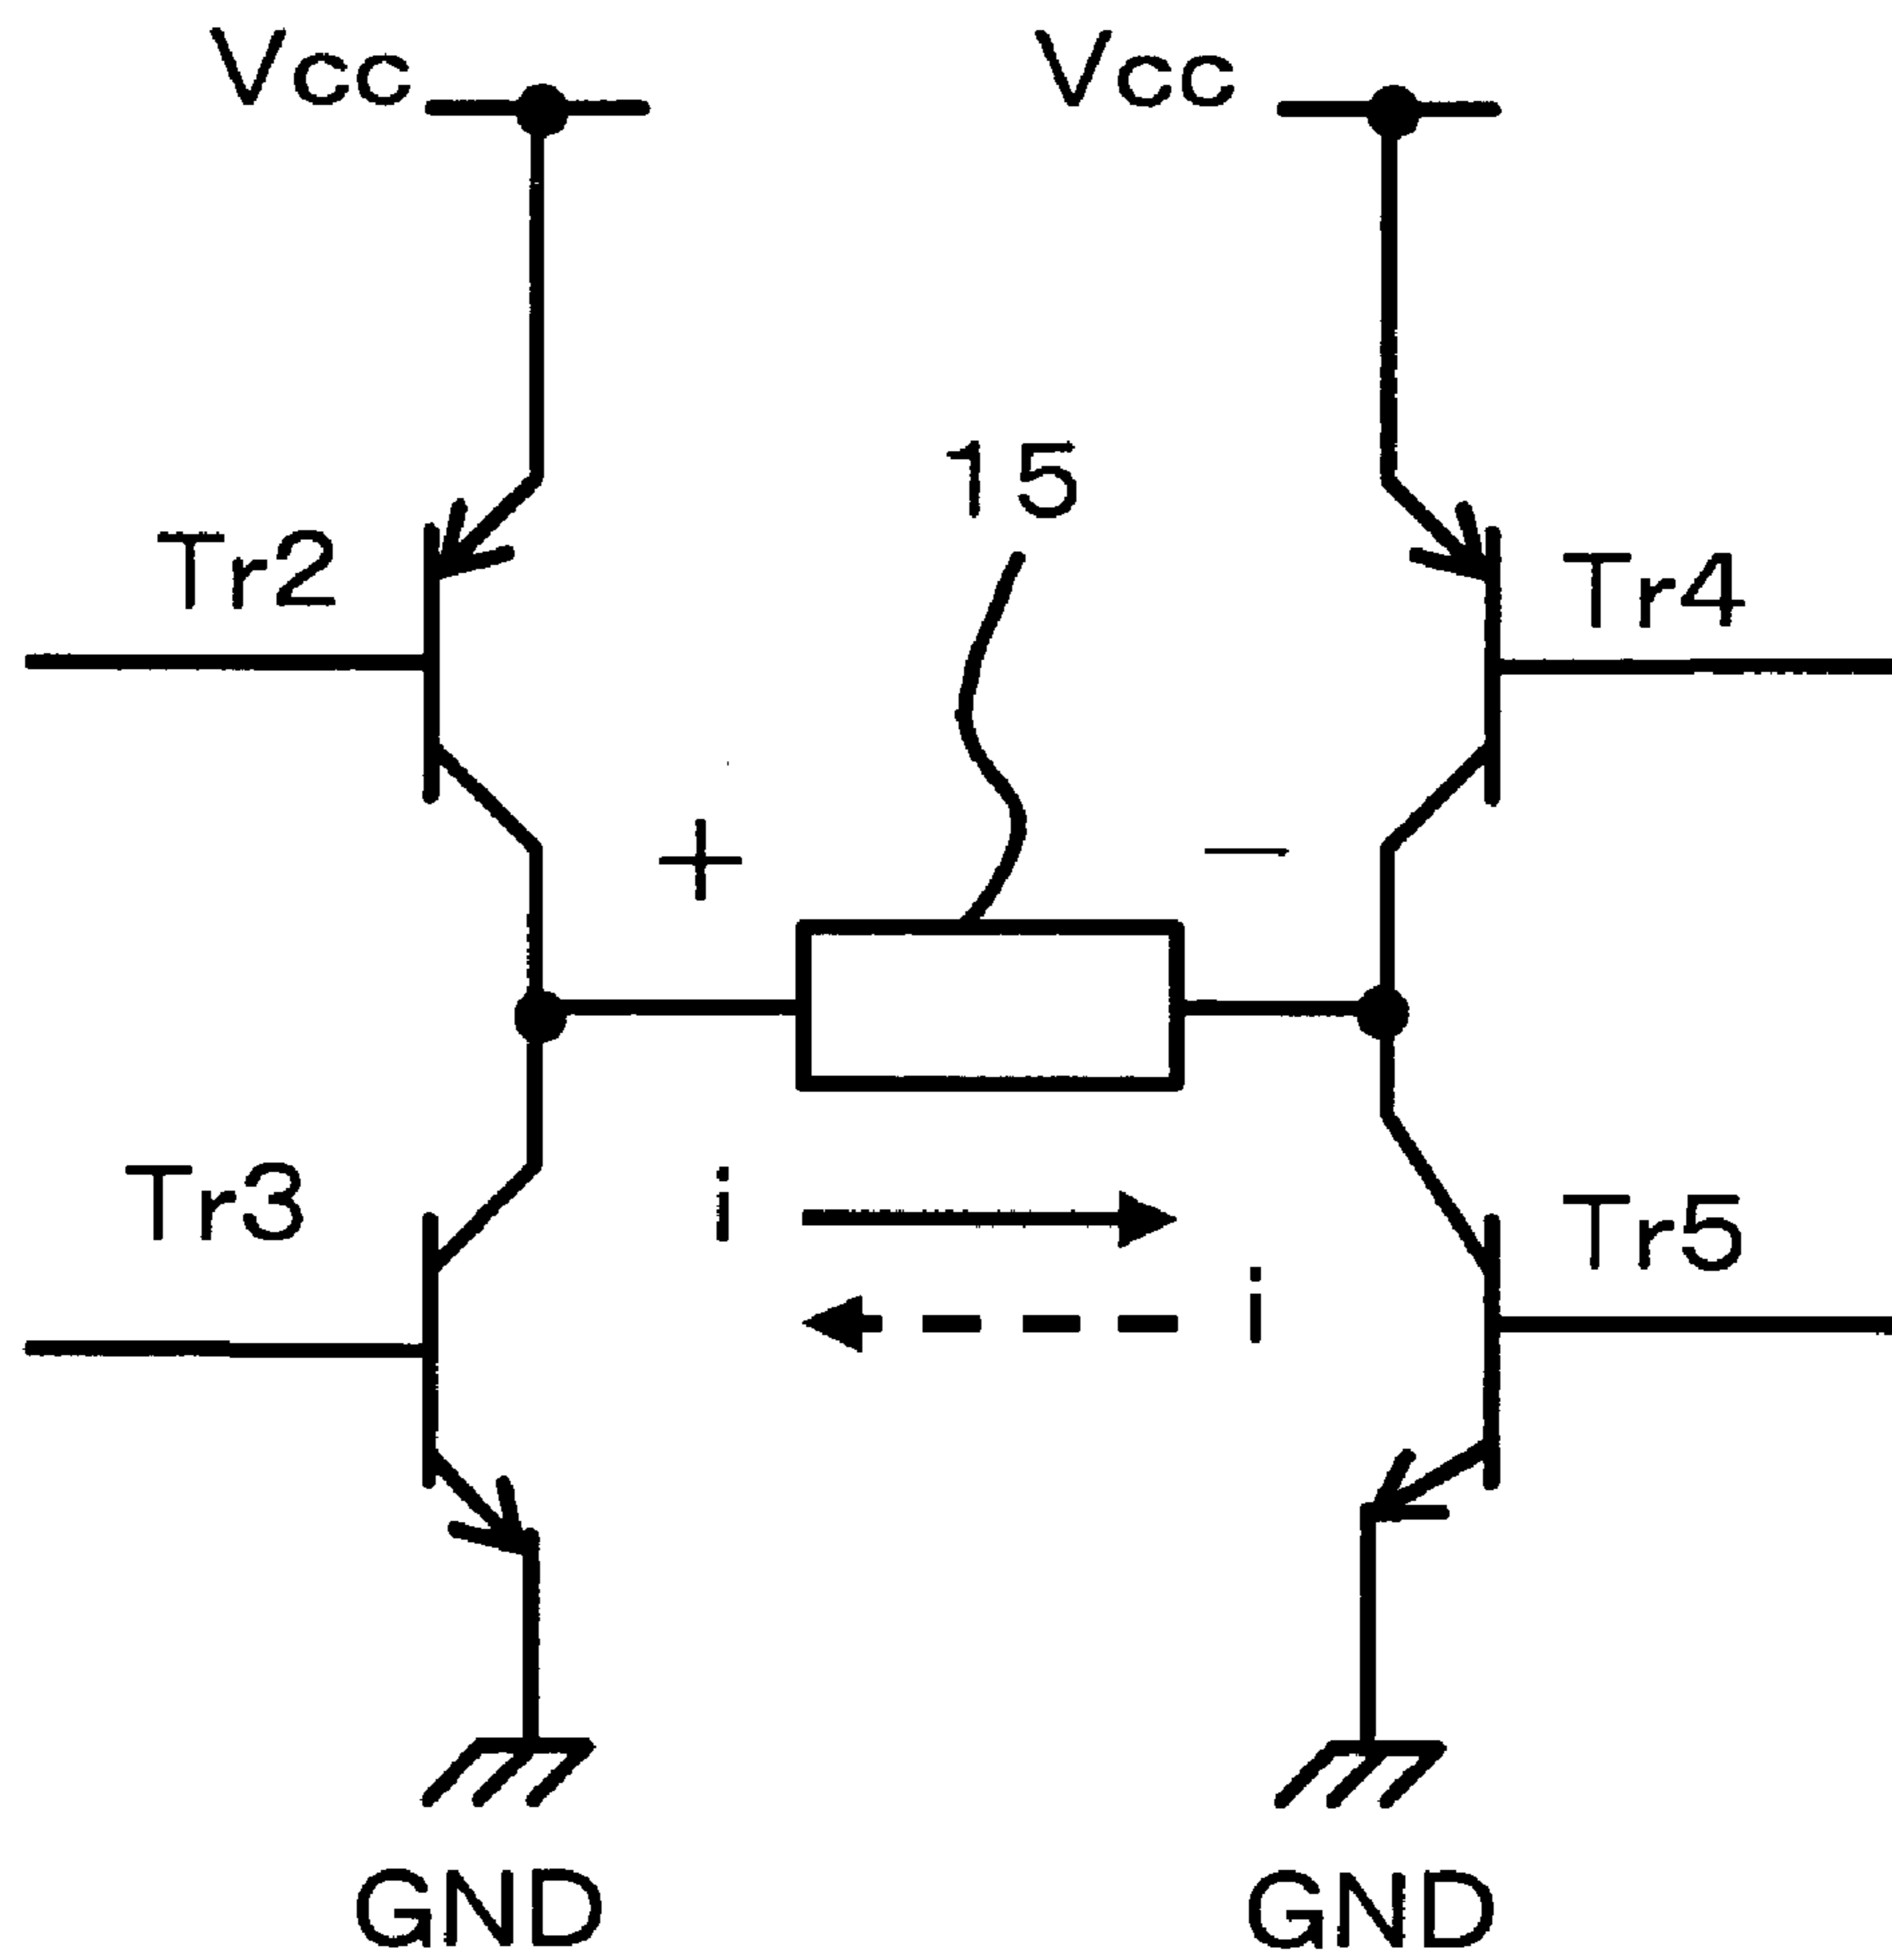 Vcc
Vcc
15
Tr2
Tr4
+
−
Tr3
i
Tr5
i
GND
GND